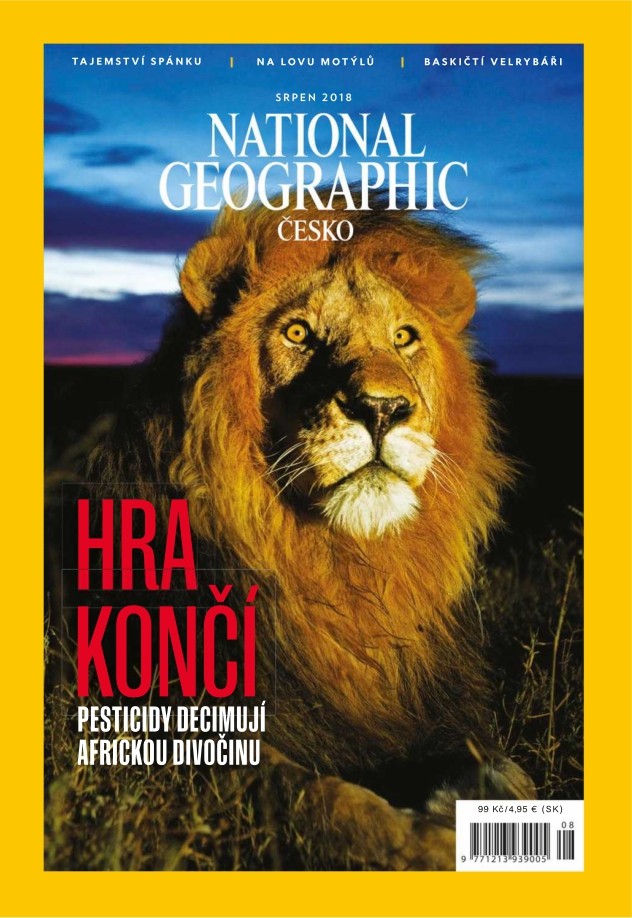 TAJEMSTVÍ SPÁNKU | NA LOVU MOTÝLŮ | BASKIČTÍ VELRYBÁŘI
SRPEN 2018
NATIONAL
GEOGRAPHIC
ČESKO
HRA
KONČÍ
PESTICIDY DECIMUJÍ
AFRICKOU DIVOČINU
99 Kč/4,95 € (SK)
08
9 771213 939005